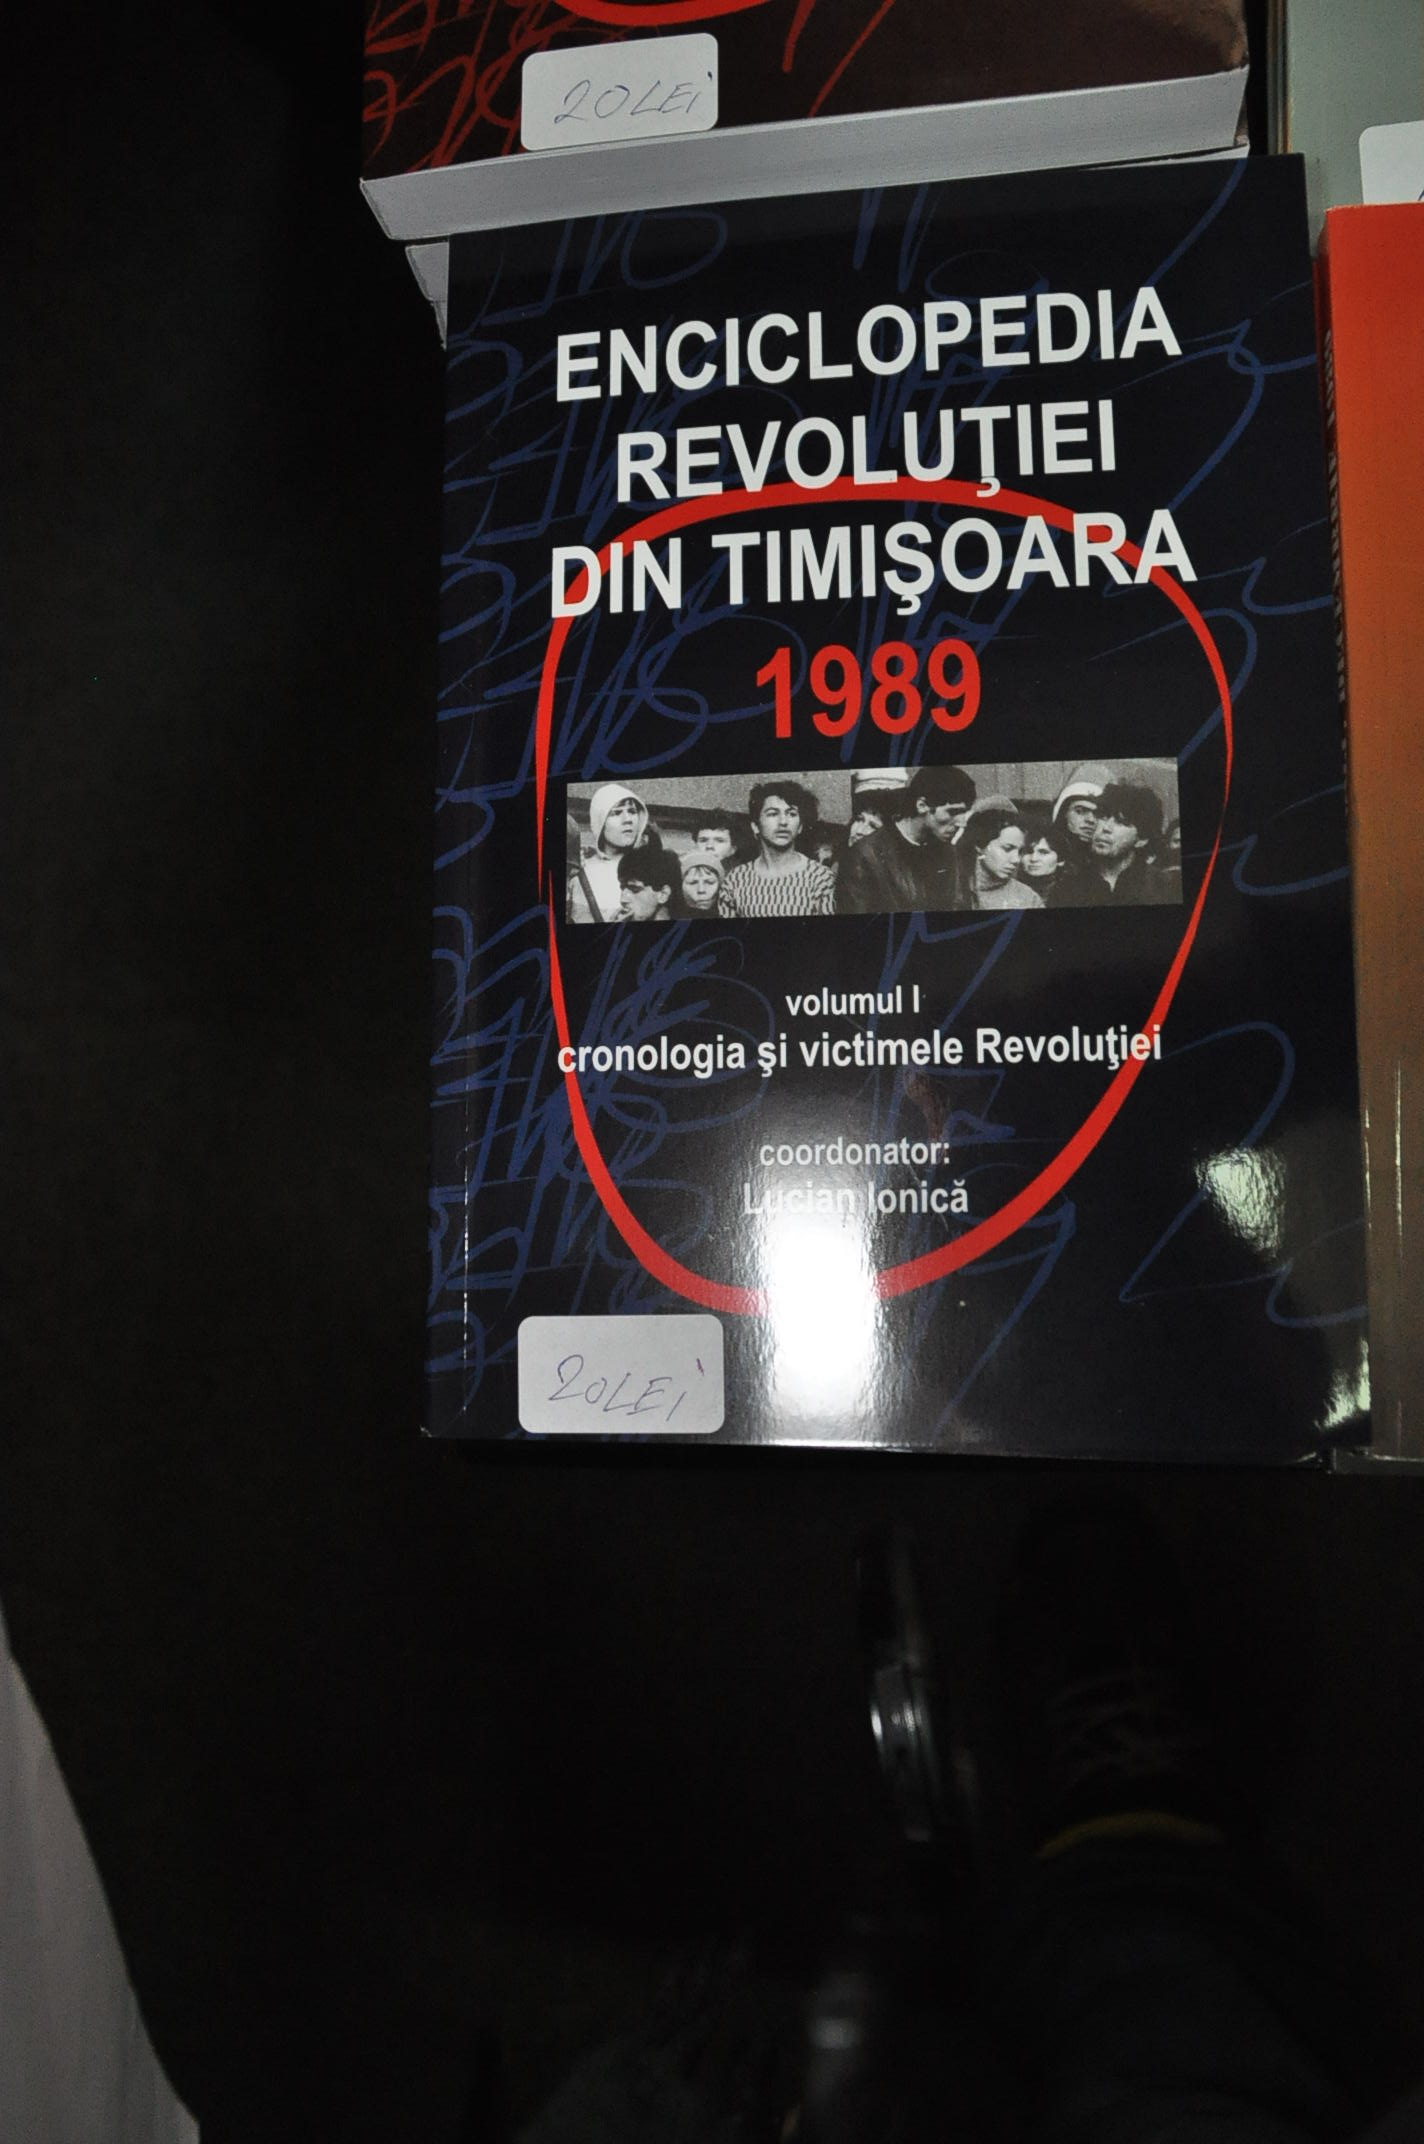 20LEi
ENCICLOPEDIA
REVOLUŢIEI
DIN TIMIŞOARA
1989
volumul I
cronologia şi victimele Revoluţiei
coordonator:
Lucian Ionică
20LEi